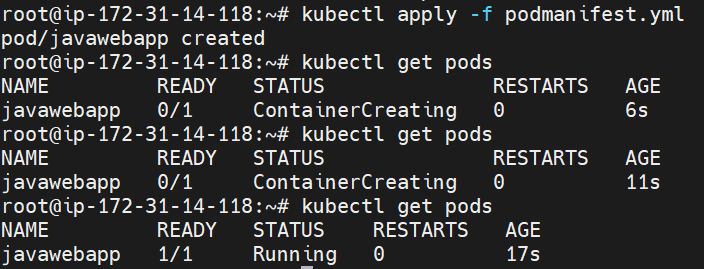 root@ip-172-31-14-118:~# kubectl apply -f podmanifest.yml
pod/javawebapp created
root@ip-172-31-14-118:~# kubectl get pods
NAME         READY   STATUS              RESTARTS   AGE
javawebapp   0/1     ContainerCreating   0          6s
root@ip-172-31-14-118:~# kubectl get pods
NAME         READY   STATUS              RESTARTS   AGE
javawebapp   0/1     ContainerCreating   0          11s
root@ip-172-31-14-118:~# kubectl get pods
NAME         READY   STATUS    RESTARTS   AGE
javawebapp   1/1     Running   0          17s